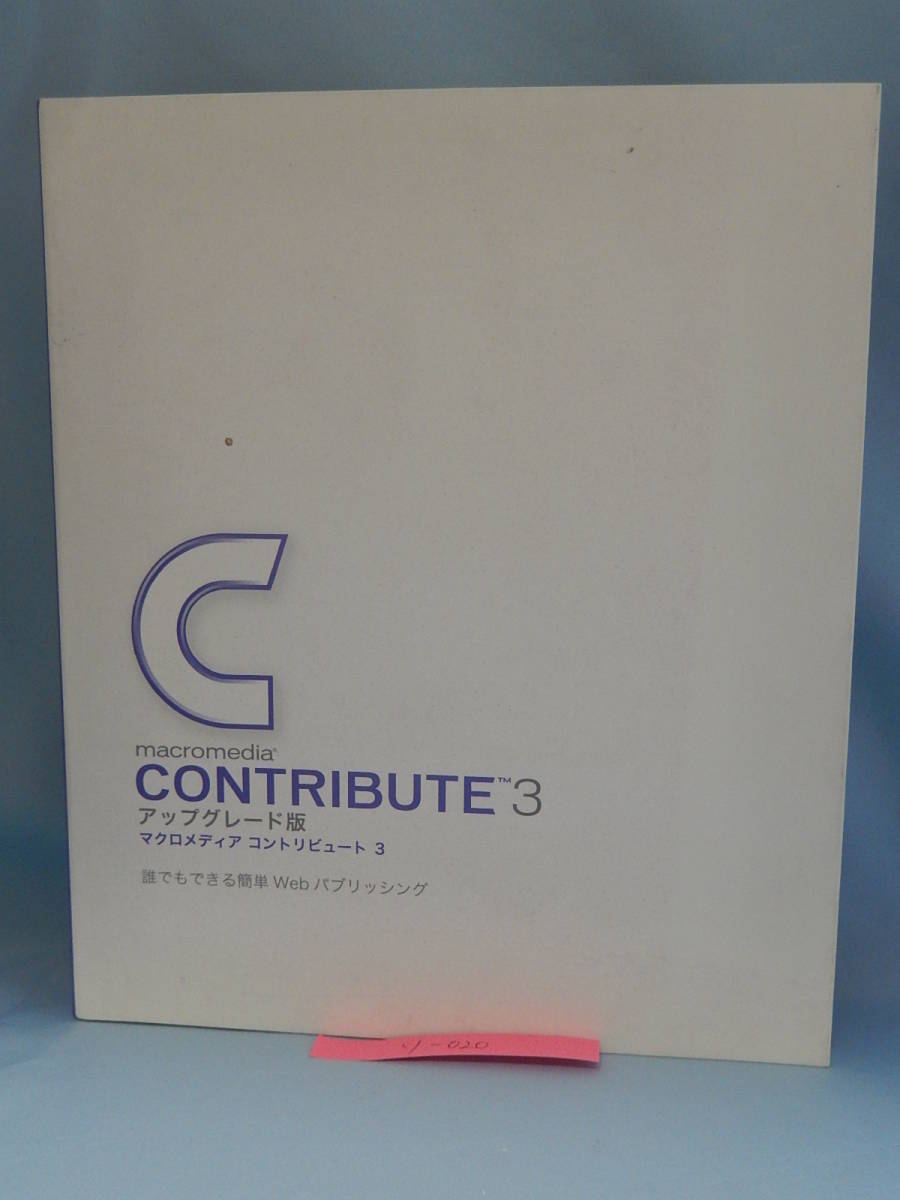 macromedia®
CONTRIBUTE™3
アップグレード版
マクロメディア コントリビュート 3
誰でもできる簡単 Web パブリッシング
ソ-020